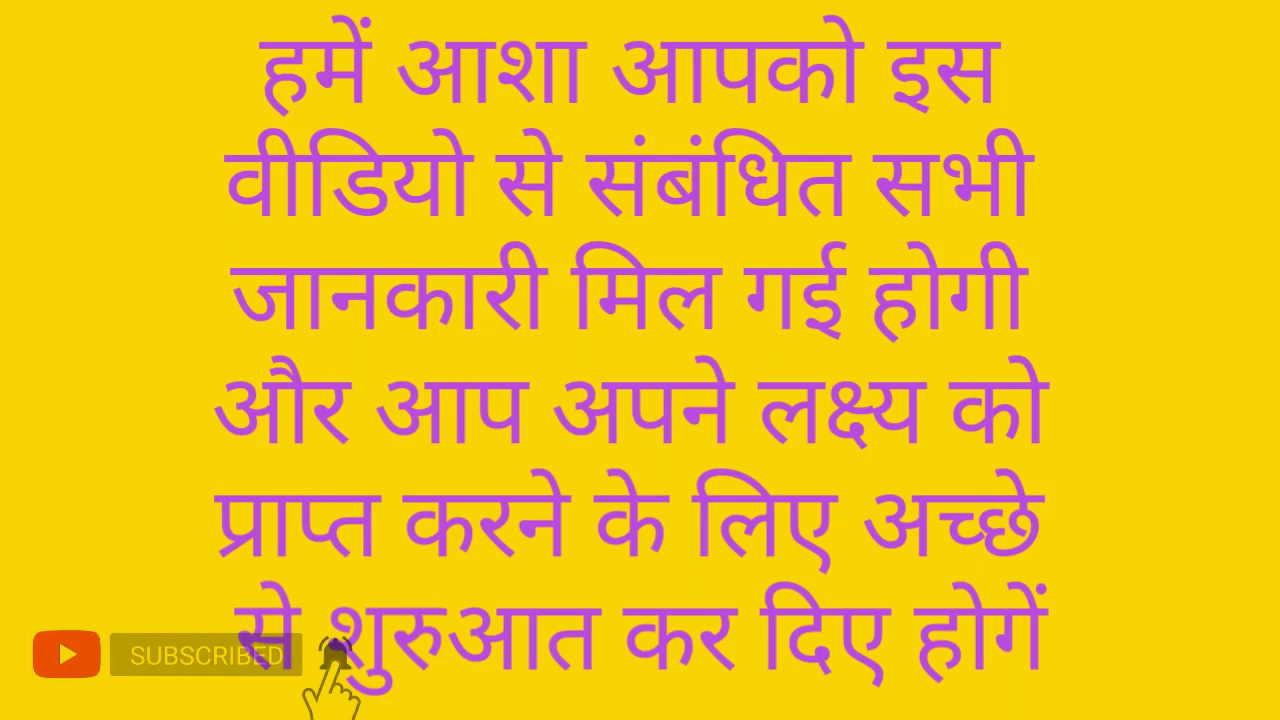 हमें आशा आपको इस
वीडियो से संबंधित सभी
जानकारी मिल गई होगी
और आप अपने लक्ष्य को
प्राप्त करने के लिए अच्छे
से शुरुआत कर दिए होगें
SUBSCRIBED